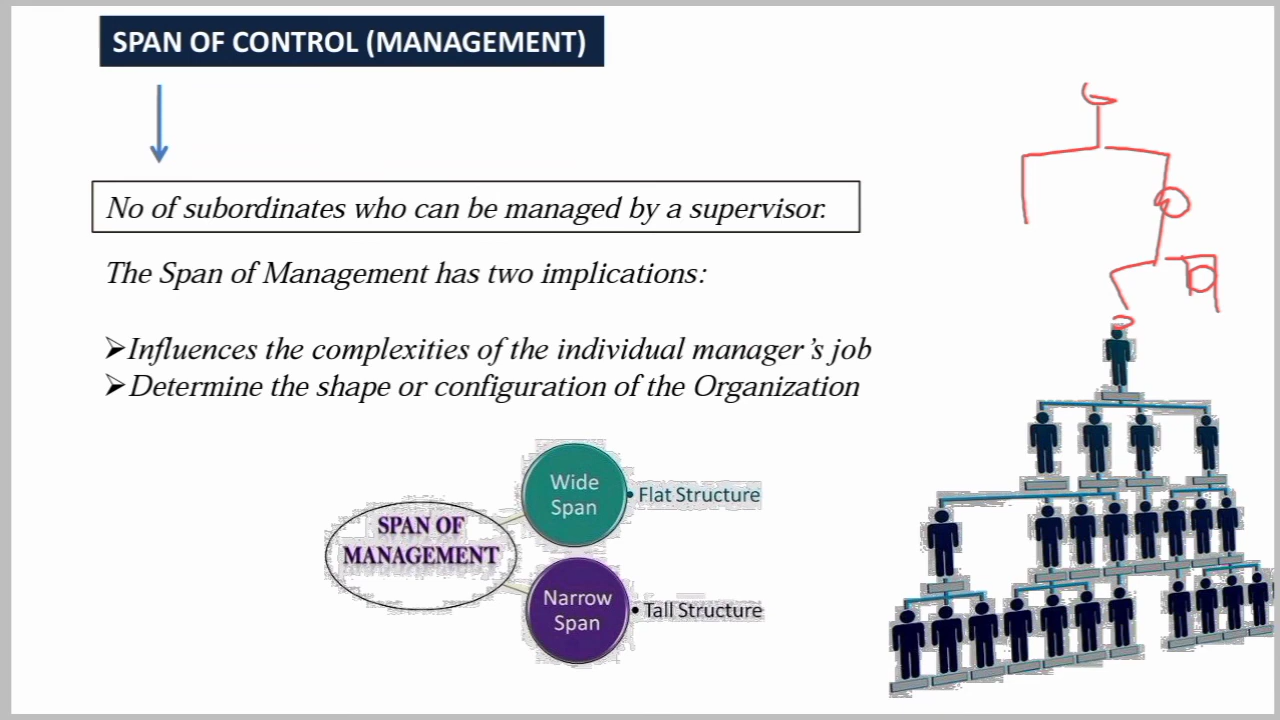 SPAN OF CONTROL (MANAGEMENT)
No of subordinates who can be managed by a supervisor.
The Span of Management has two implications:
➢Influences the complexities of the individual manager's job
➢Determine the shape or configuration of the Organization
Wide
Span
• Flat Structure
SPAN OF
MANAGEMENT
Narrow
Span
• Tall Structure